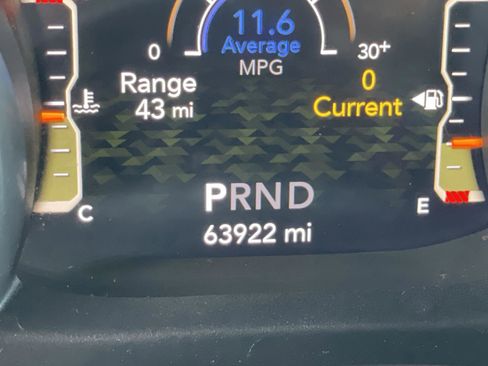 11.6
Average
MPG
0
30+
Range
43 mi
0
Current
PRND
C
E
63922 mi